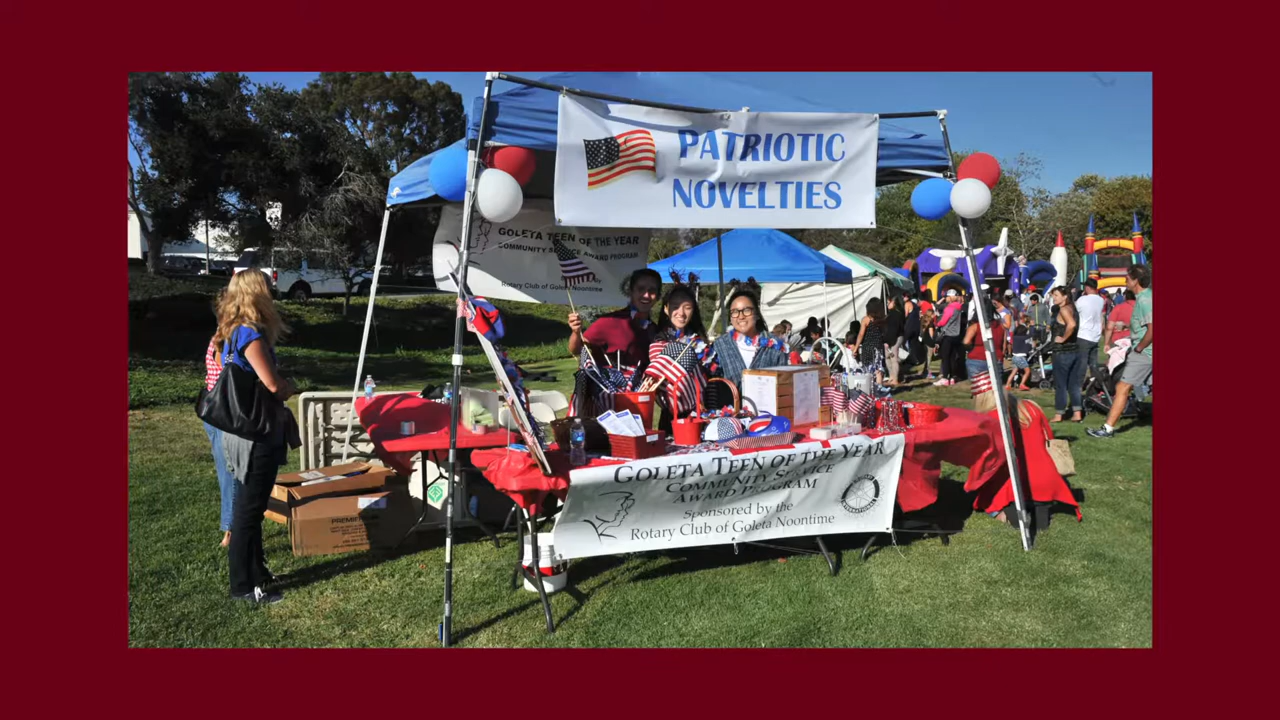 PATRIOTIC
NOVELTIES
GOLETA TEEN OF THE YEAR
COMMUNITY SERVICE AWARD PROGRAM
Rotary Club of Goleta Noontime
GOLETA TEEN OF THE YEAR
COMMUNITY SERVICE
AWARD PROGRAM
Sponsored by the
Rotary Club of Goleta Noontime